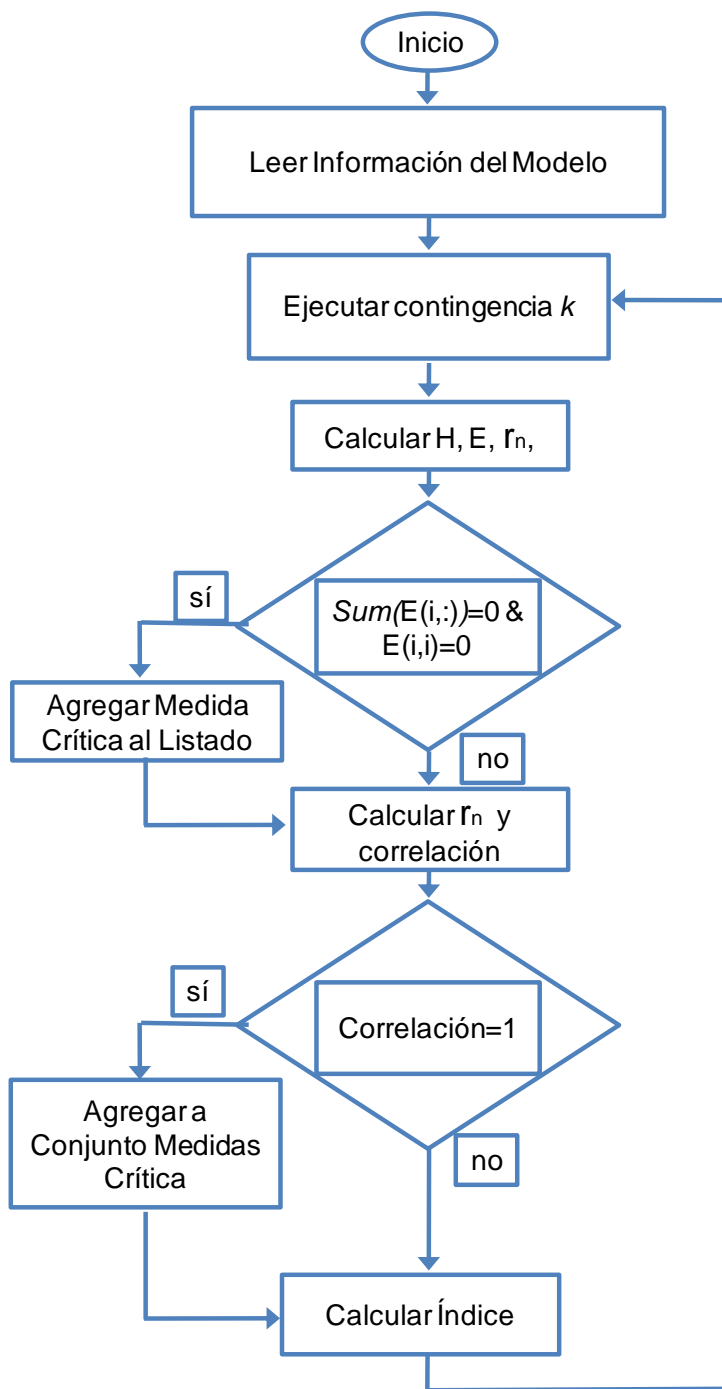 Inicio
Leer Información del Modelo
Ejecutar contingencia k
Calcular H, E, rn,
sí
Sum(E(i,:))=0 &
E(i,i)=0
Agregar Medida
Crítica al Listado
no
Calcular rn y
correlación
sí
Correlación=1
Agregar a
Conjunto Medidas
Crítica
no
Calcular Índice